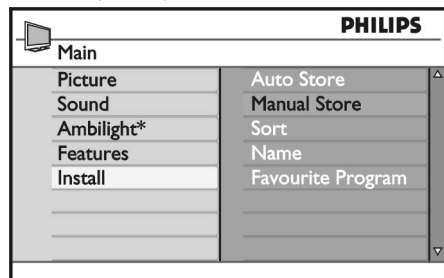 PHILIPS
Main
Picture
Sound
Ambilight*
Features
Install
Auto Store
Manual Store
Sort
Name
Favourite Program